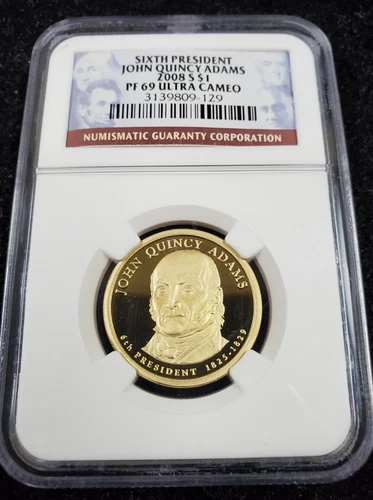 SIXTH PRESIDENT
JOHN QUINCY ADAMS
2008 S $1
PF 69 ULTRA CAMEO
3139809-129
NUMISMATIC GUARANTY CORPORATION
JOHN QUINCY ADAMS
6th PRESIDENT 1825-1829